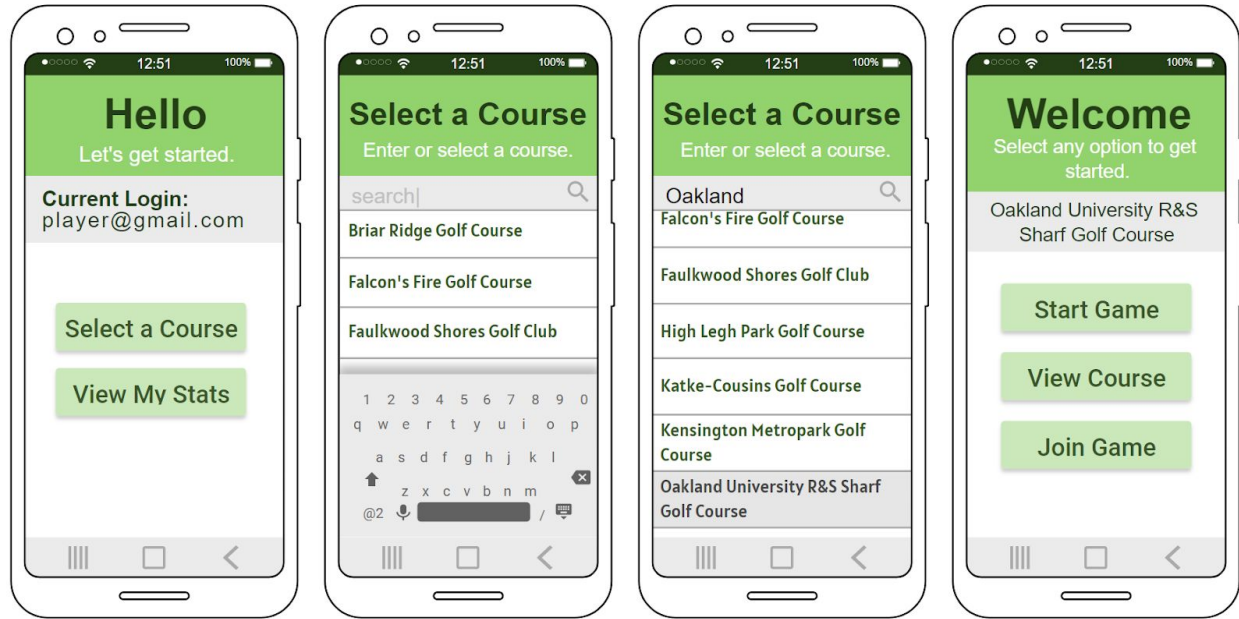 12:51
100%
Hello
Let's get started.
Current Login:
player@gmail.com
Select a Course
View My Stats
12:51
100%
Select a Course
Enter or select a course.
search|
Briar Ridge Golf Course
Falcon's Fire Golf Course
Faulkwood Shores Golf Club
1 2 3 4 5 6 7 8 9 0
q w e r t y u i o p
a s d f g h j k l
z x c v b n m
@2 /
12:51
100%
Select a Course
Enter or select a course.
Oakland
Falcon's Fire Golf Course
Faulkwood Shores Golf Club
High Legh Park Golf Course
Katke-Cousins Golf Course
Kensington Metropark Golf
Course
Oakland University R&S Sharf
Golf Course
12:51
100%
Welcome
Select any option to get
started.
Oakland University R&S
Sharf Golf Course
Start Game
View Course
Join Game